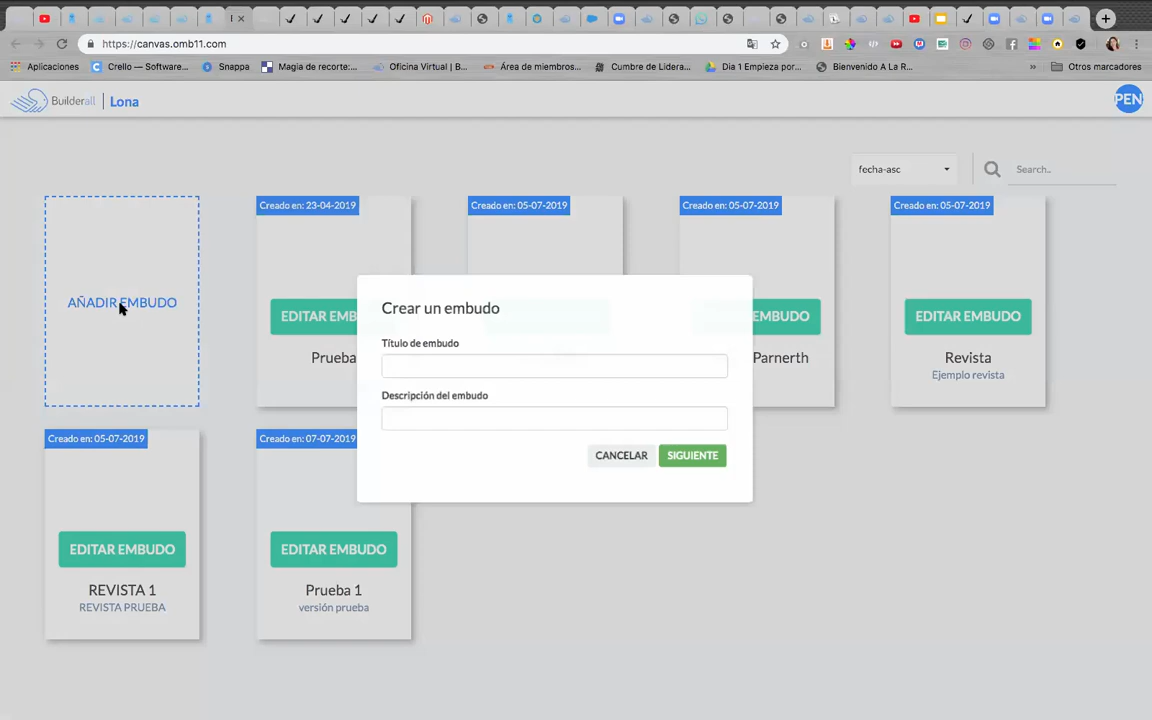 https://canvas.omb11.com
Aplicaciones
Crello — Software...
Snappa
Magia de recorte:...
Oficina Virtual | B...
Área de miembros...
Cumbre de Lidera...
Dia 1 Empieza por...
Bienvenido A La R...
»
Otros marcadores
Builderall
Lona
PEN
fecha-asc
Search..
AÑADIR EMBUDO
Creado en: 23-04-2019
EDITAR EMB
Prueba
Creado en: 05-07-2019
Creado en: 05-07-2019
EMBUDO
Parnerth
Creado en: 05-07-2019
EDITAR EMBUDO
Revista
Ejemplo revista
Crear un embudo
Título de embudo
Descripción del embudo
CANCELAR
SIGUIENTE
Creado en: 05-07-2019
EDITAR EMBUDO
REVISTA 1
REVISTA PRUEBA
Creado en: 07-07-2019
EDITAR EMBUDO
Prueba 1
versión prueba